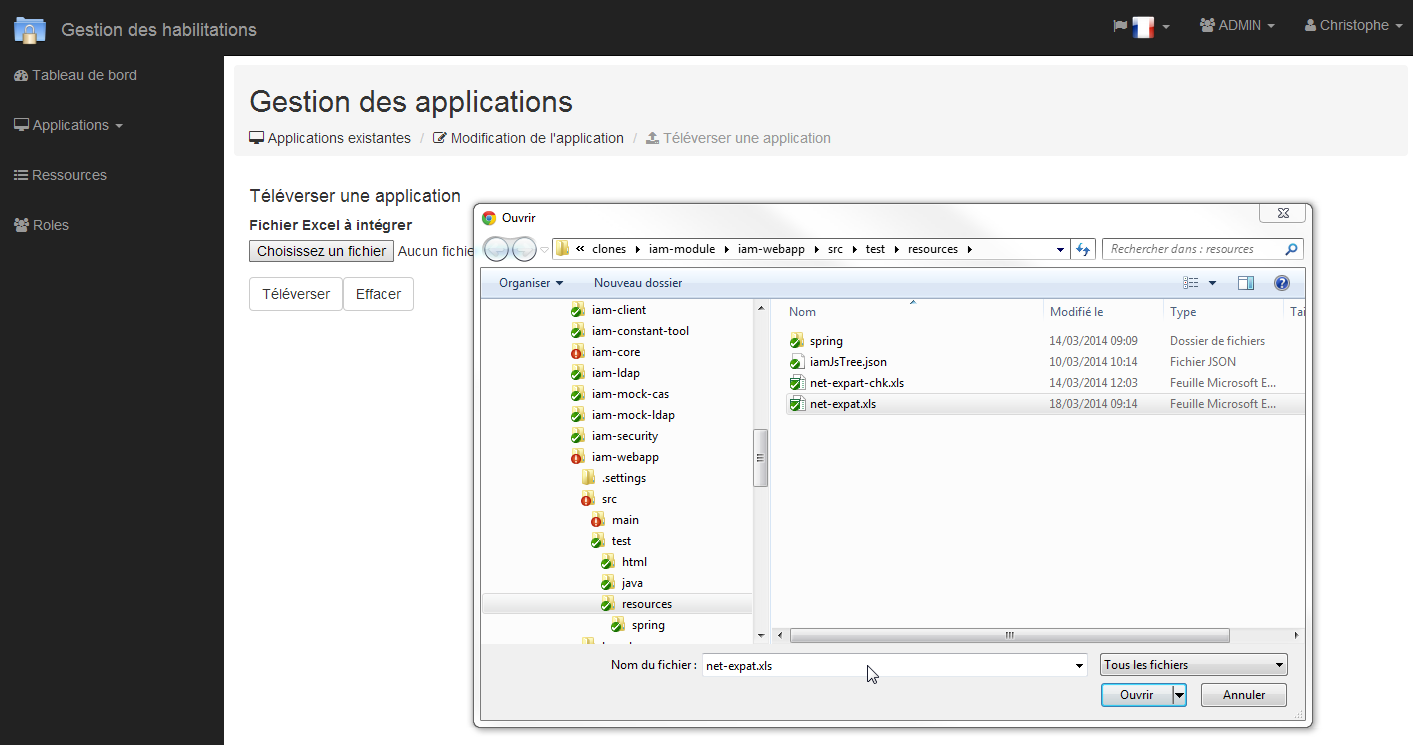 Gestion des habilitations
ADMIN
Christophe
Tableau de bord
Applications
Ressources
Roles
Gestion des applications
Applications existantes / Modification de l'application / Téléverser une application
Téléverser une application
Fichier Excel à intégrer
Choisissez un fichier Aucun fichie
Téléverser Effacer
Ouvrir
« clones iam-module iam-webapp src test resources
Rechercher dans : resources
Organiser Nouveau dossier
iam-client
iam-constant-tool
iam-core
iam-ldap
iam-mock-cas
iam-mock-ldap
iam-security
iam-webapp
.settings
src
main
test
html
java
resources
spring
Nom Modifié le Type Tai
spring 14/03/2014 09:09 Dossier de fichiers
iamJsTree.json 10/03/2014 10:14 Fichier JSON
net-expart-chk.xls 14/03/2014 12:03 Feuille Microsoft E...
net-expat.xls 18/03/2014 09:14 Feuille Microsoft E...
Nom du fichier : net-expat.xls Tous les fichiers
Ouvrir Annuler